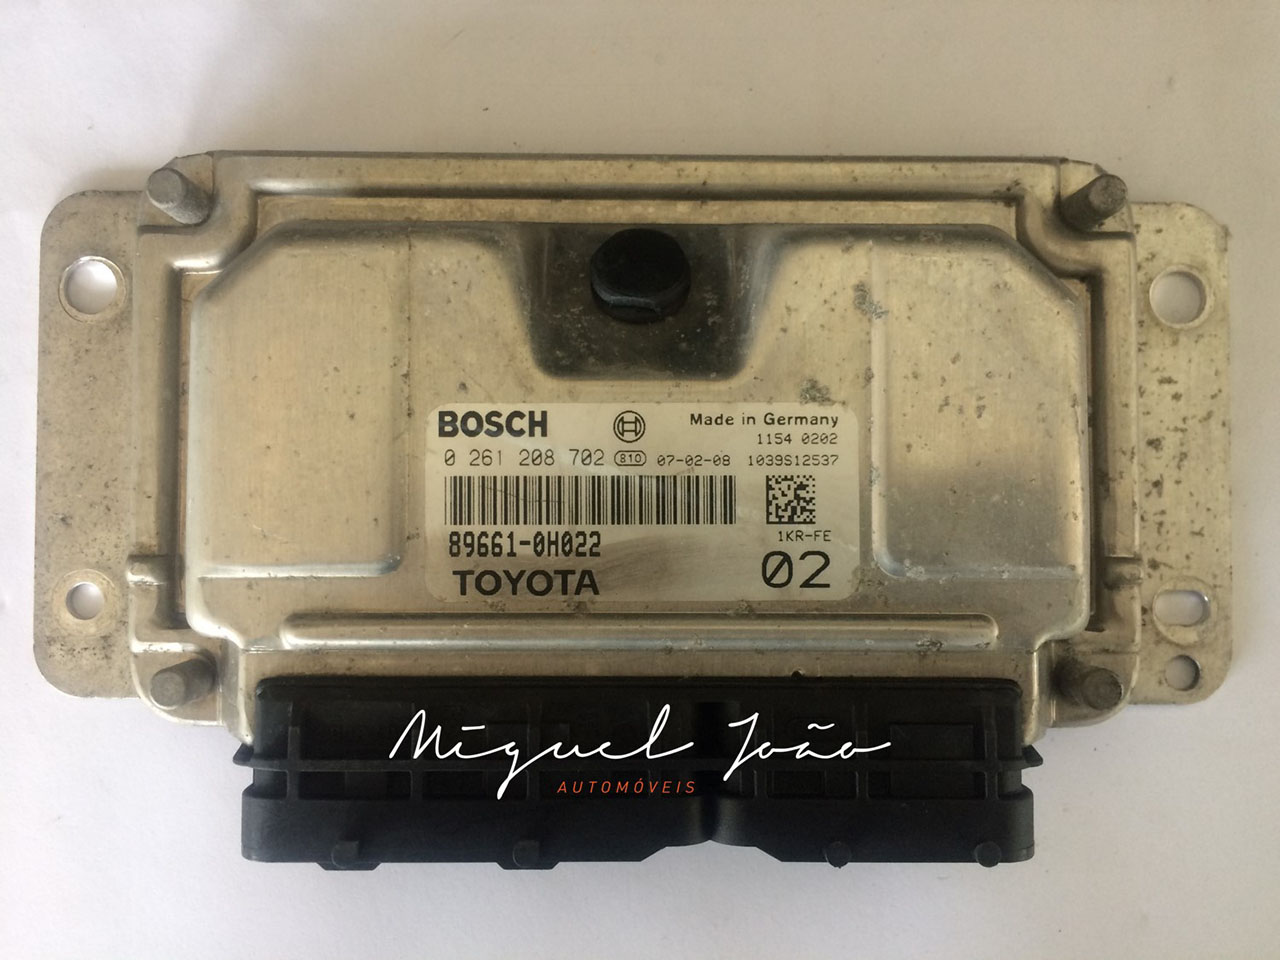 BOSCH
Made in Germany
1154 0202
0 261 208 702 810 07-02-08 1039S12537
89661-0H022
1KR-FE
TOYOTA
02
Miguel João
AUTOMÓVEIS